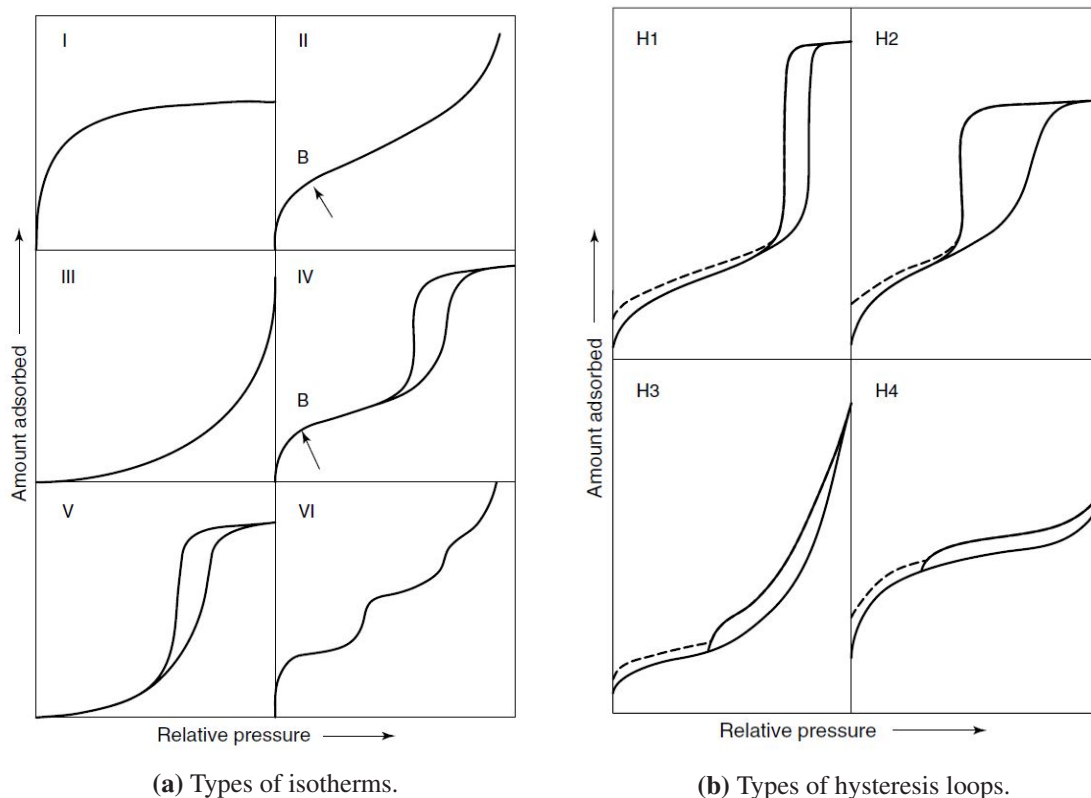 I
II
B
III
IV
B
V
VI
Amount adsorbed
Relative pressure
(a) Types of isotherms.
H1
H2
H3
H4
Amount adsorbed
Relative pressure
(b) Types of hysteresis loops.